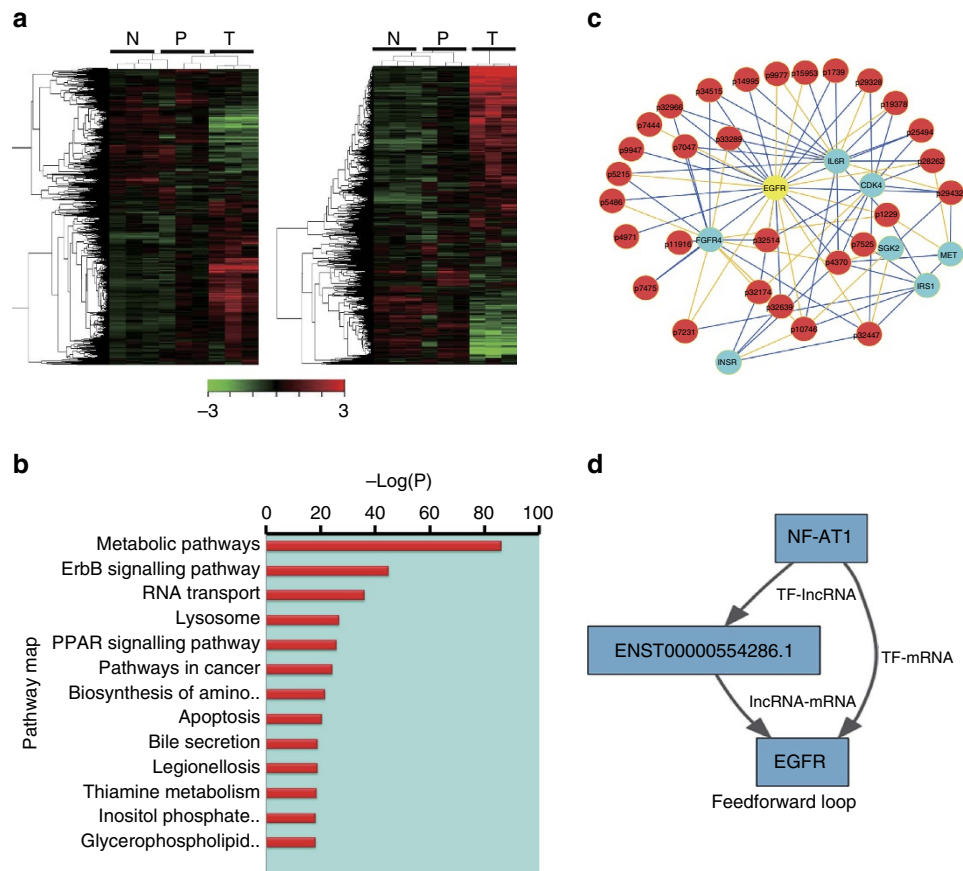 a
N P T
N P T
–3 3
b
–Log(P)
0 20 40 60 80 100
Pathway map
Metabolic pathways
ErbB signalling pathway
RNA transport
Lysosome
PPAR signalling pathway
Pathways in cancer
Biosynthesis of amino..
Apoptosis
Bile secretion
Legionellosis
Thiamine metabolism
Inositol phosphate..
Glycerophospholipid..
c
p9977
p15953
p1739
p14995
p29328
p34515
p19378
p32966
p7444
p33289
p25494
p9947
p7047
p28262
IL6R
p5215
CDK4
EGFR
p29432
p5486
p1229
p4971
p11916
FGFR4
p32514
p7525
SGK2
MET
p4370
p7475
p32174
IRS1
p32639
p7231
p10746
p32447
INSR
d
NF-AT1
TF-lncRNA
ENST00000554286.1
TF-mRNA
lncRNA-mRNA
EGFR
Feedforward loop